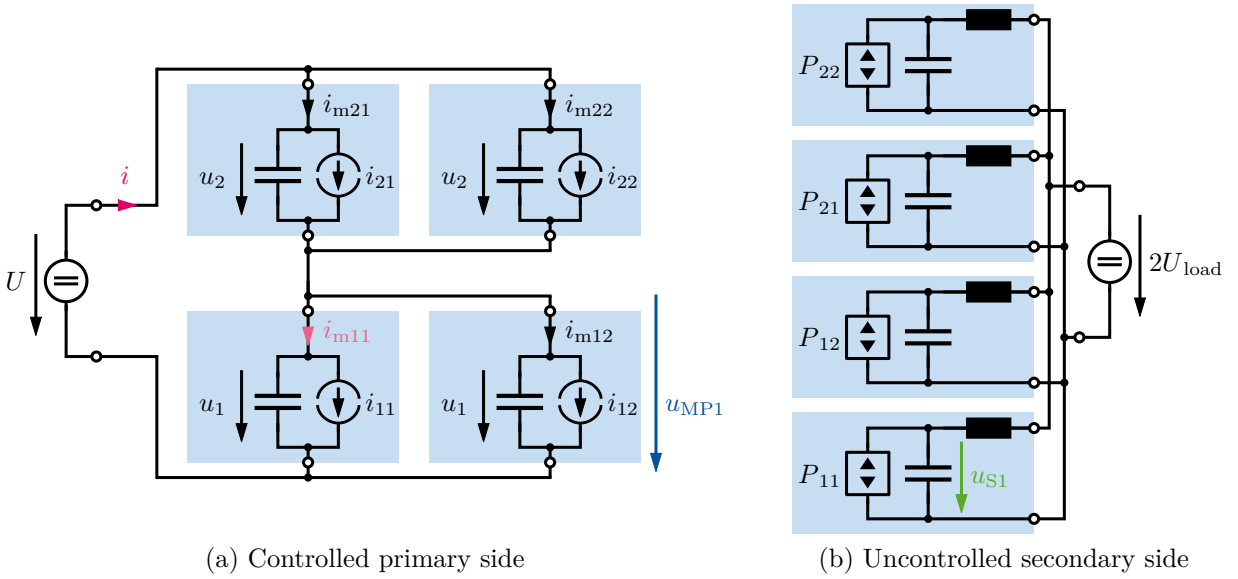 i
U
i_m21
u_2
i_21
i_m22
u_2
i_22
i_m11
u_1
i_11
i_m12
u_1
i_12
u_MP1
(a) Controlled primary side
P_22
P_21
P_12
P_11
u_S1
2U_load
(b) Uncontrolled secondary side